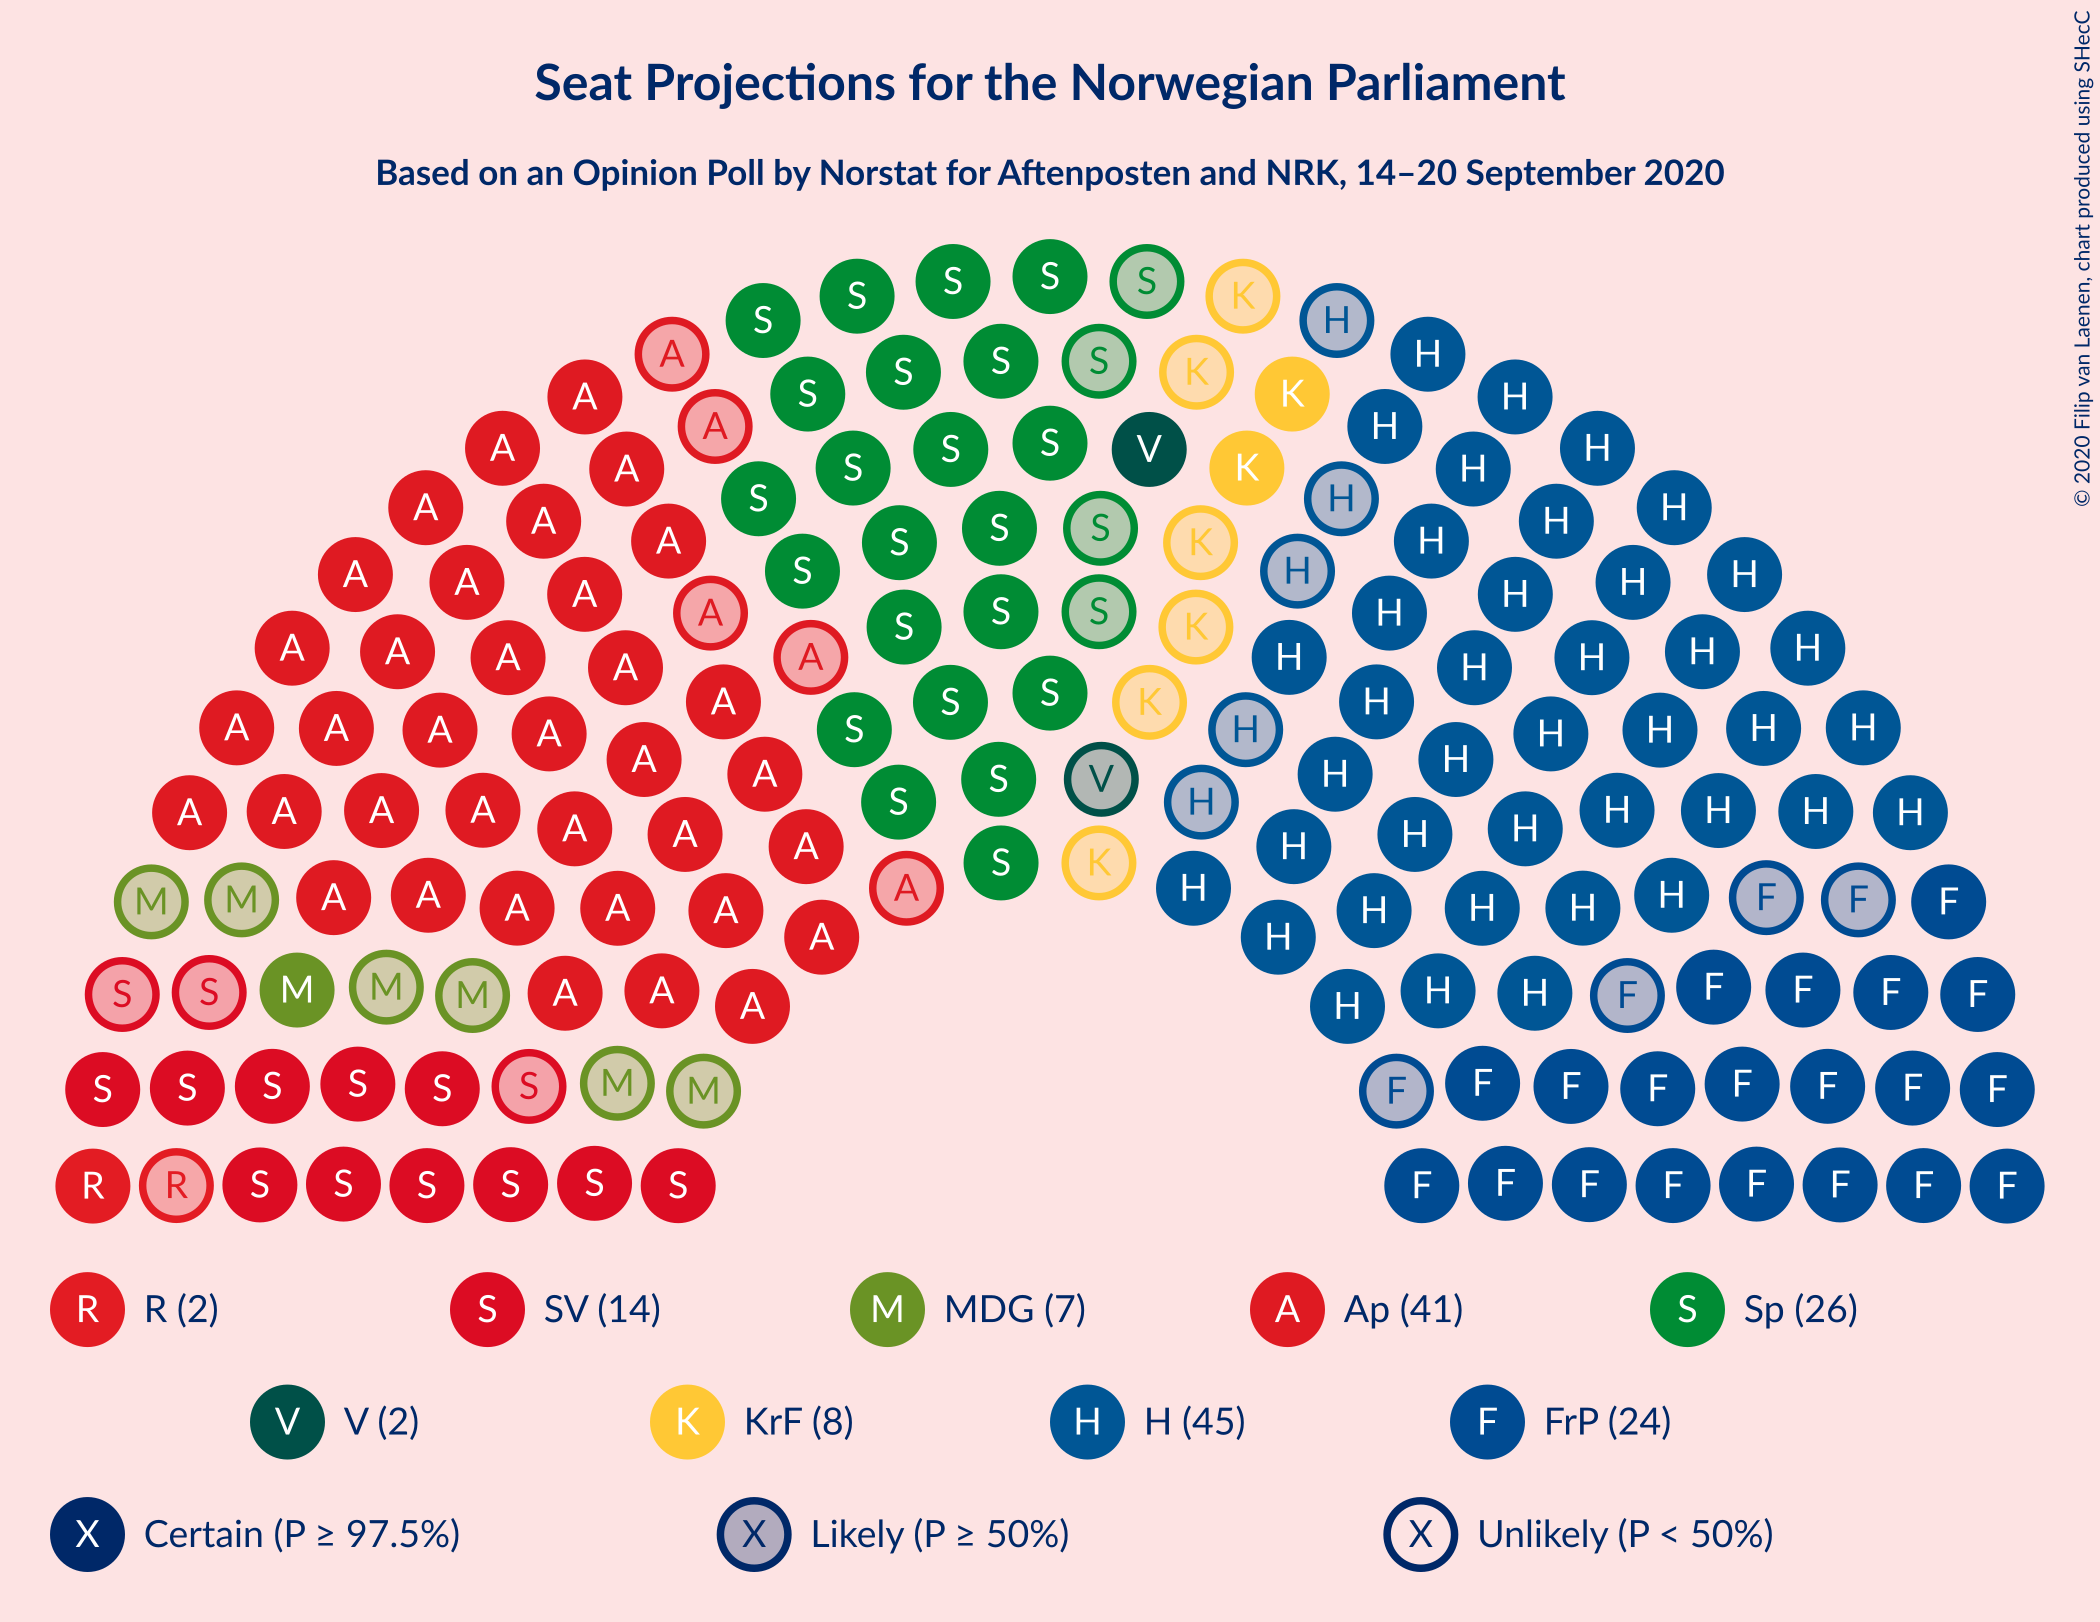 Seat Projections for the Norwegian Parliament
Based on an Opinion Poll by Norstat for Aftenposten and NRK, 14–20 September 2020
© 2020 Filip van Laenen, chart produced using SHecC
S S S S S K H
A S S S S K K H H
A A S S S V K H H H
A A S S S S K H H H H
A A A S S S S K H H H H
A A A A S S S K H H H H H
A A A A A S S V H H H H H H
A A A A A A S K H H H H H H H
A A A A A A A A H H H H H H H H
M M A A A A A A H H H H H F F F
S S M M M A A A H H H F F F F F
S S S S S S M M F F F F F F F F
R R S S S S S S F F F F F F F F
R R (2) S SV (14) M MDG (7) A Ap (41) S Sp (26)
V V (2) K KrF (8) H H (45) F FrP (24)
X Certain (P ≥ 97.5%) X Likely (P ≥ 50%) X Unlikely (P < 50%)